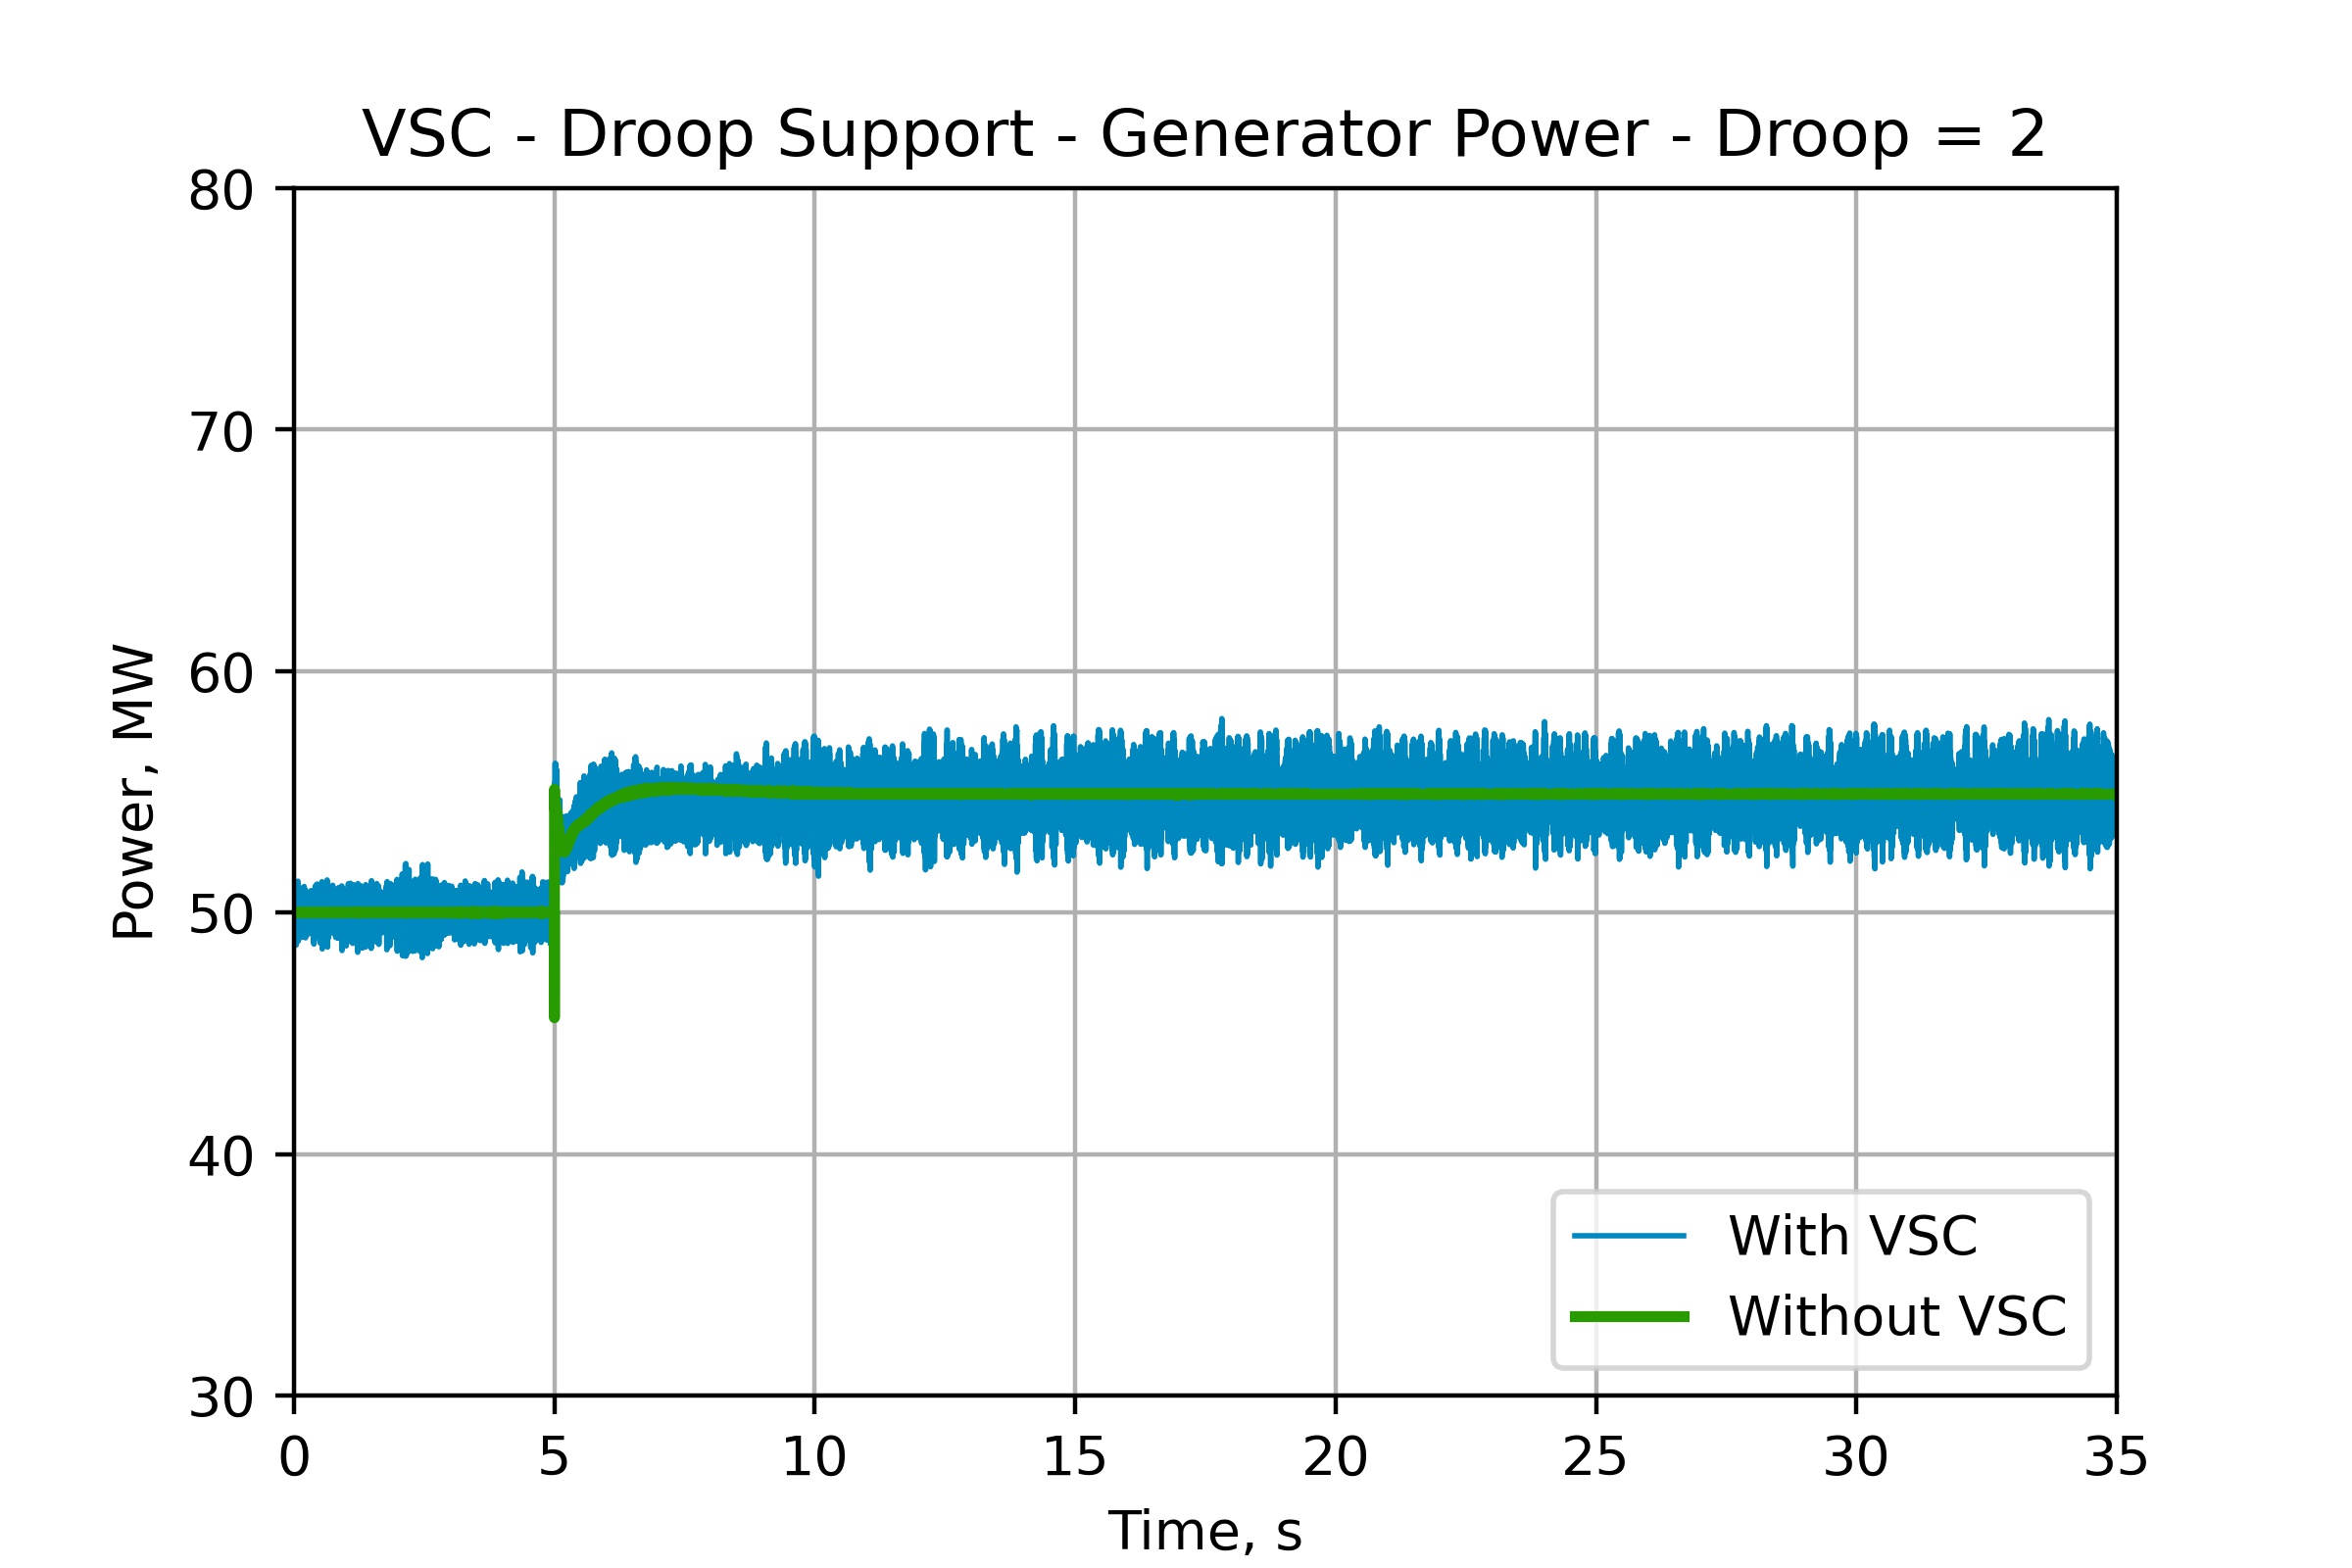 VSC - Droop Support - Generator Power - Droop = 2
80
70
60
50
40
30
Power, MW
With VSC
Without VSC
0 5 10 15 20 25 30 35
Time, s